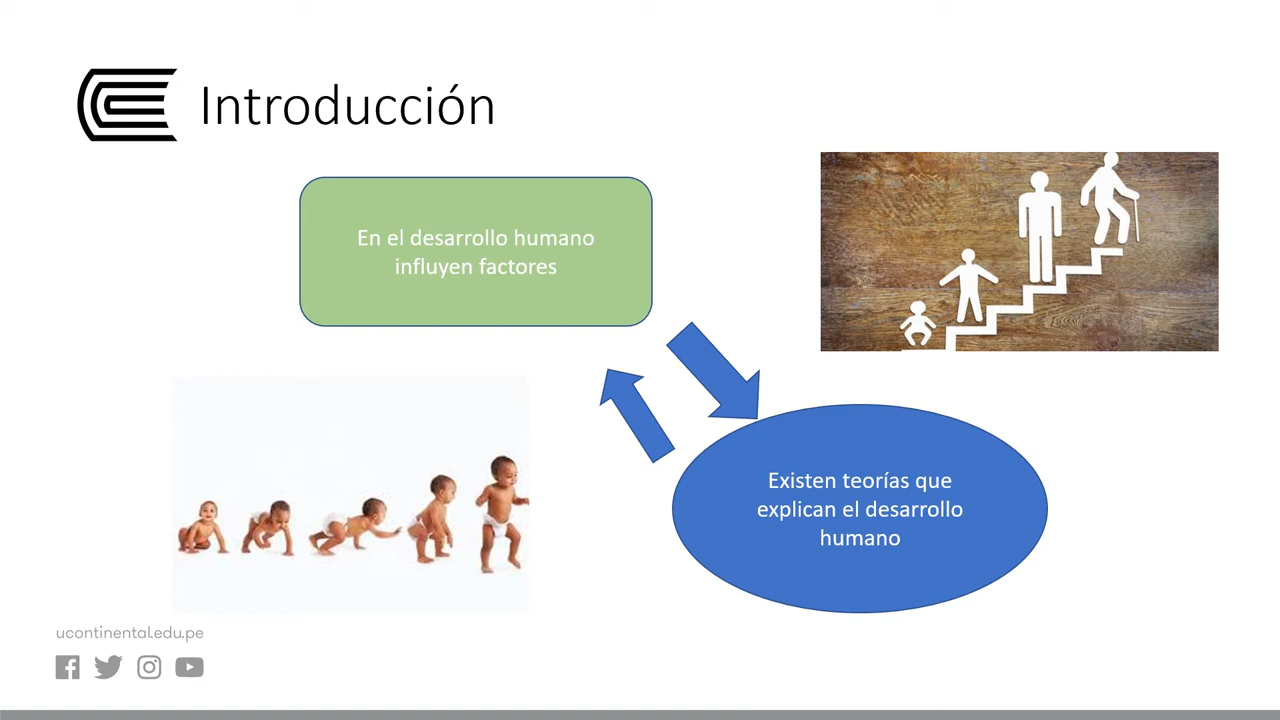 Introducción
En el desarrollo humano
influyen factores
Existen teorías que
explican el desarrollo
humano
ucontinental.edu.pe